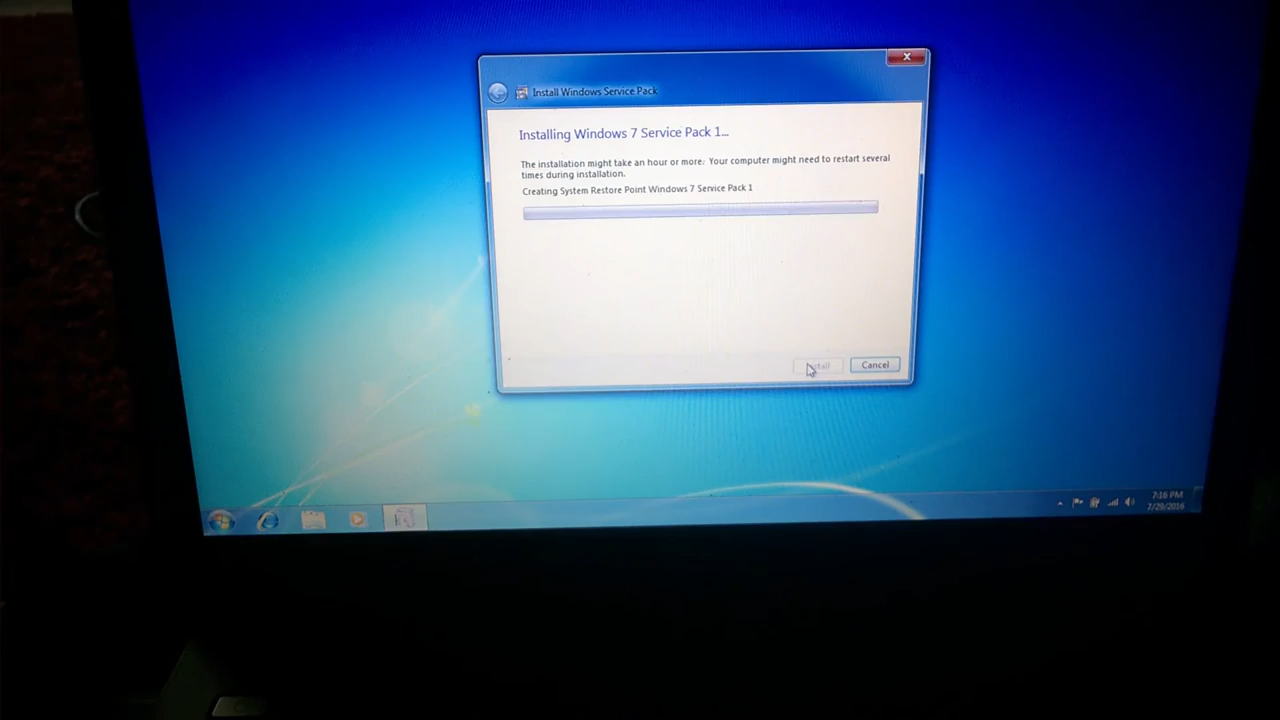 Install Windows Service Pack
Installing Windows 7 Service Pack 1...
The installation might take an hour or more. Your computer might need to restart several
times during installation.
Creating System Restore Point Windows 7 Service Pack 1
Install
Cancel
7:16 PM
7/29/2016